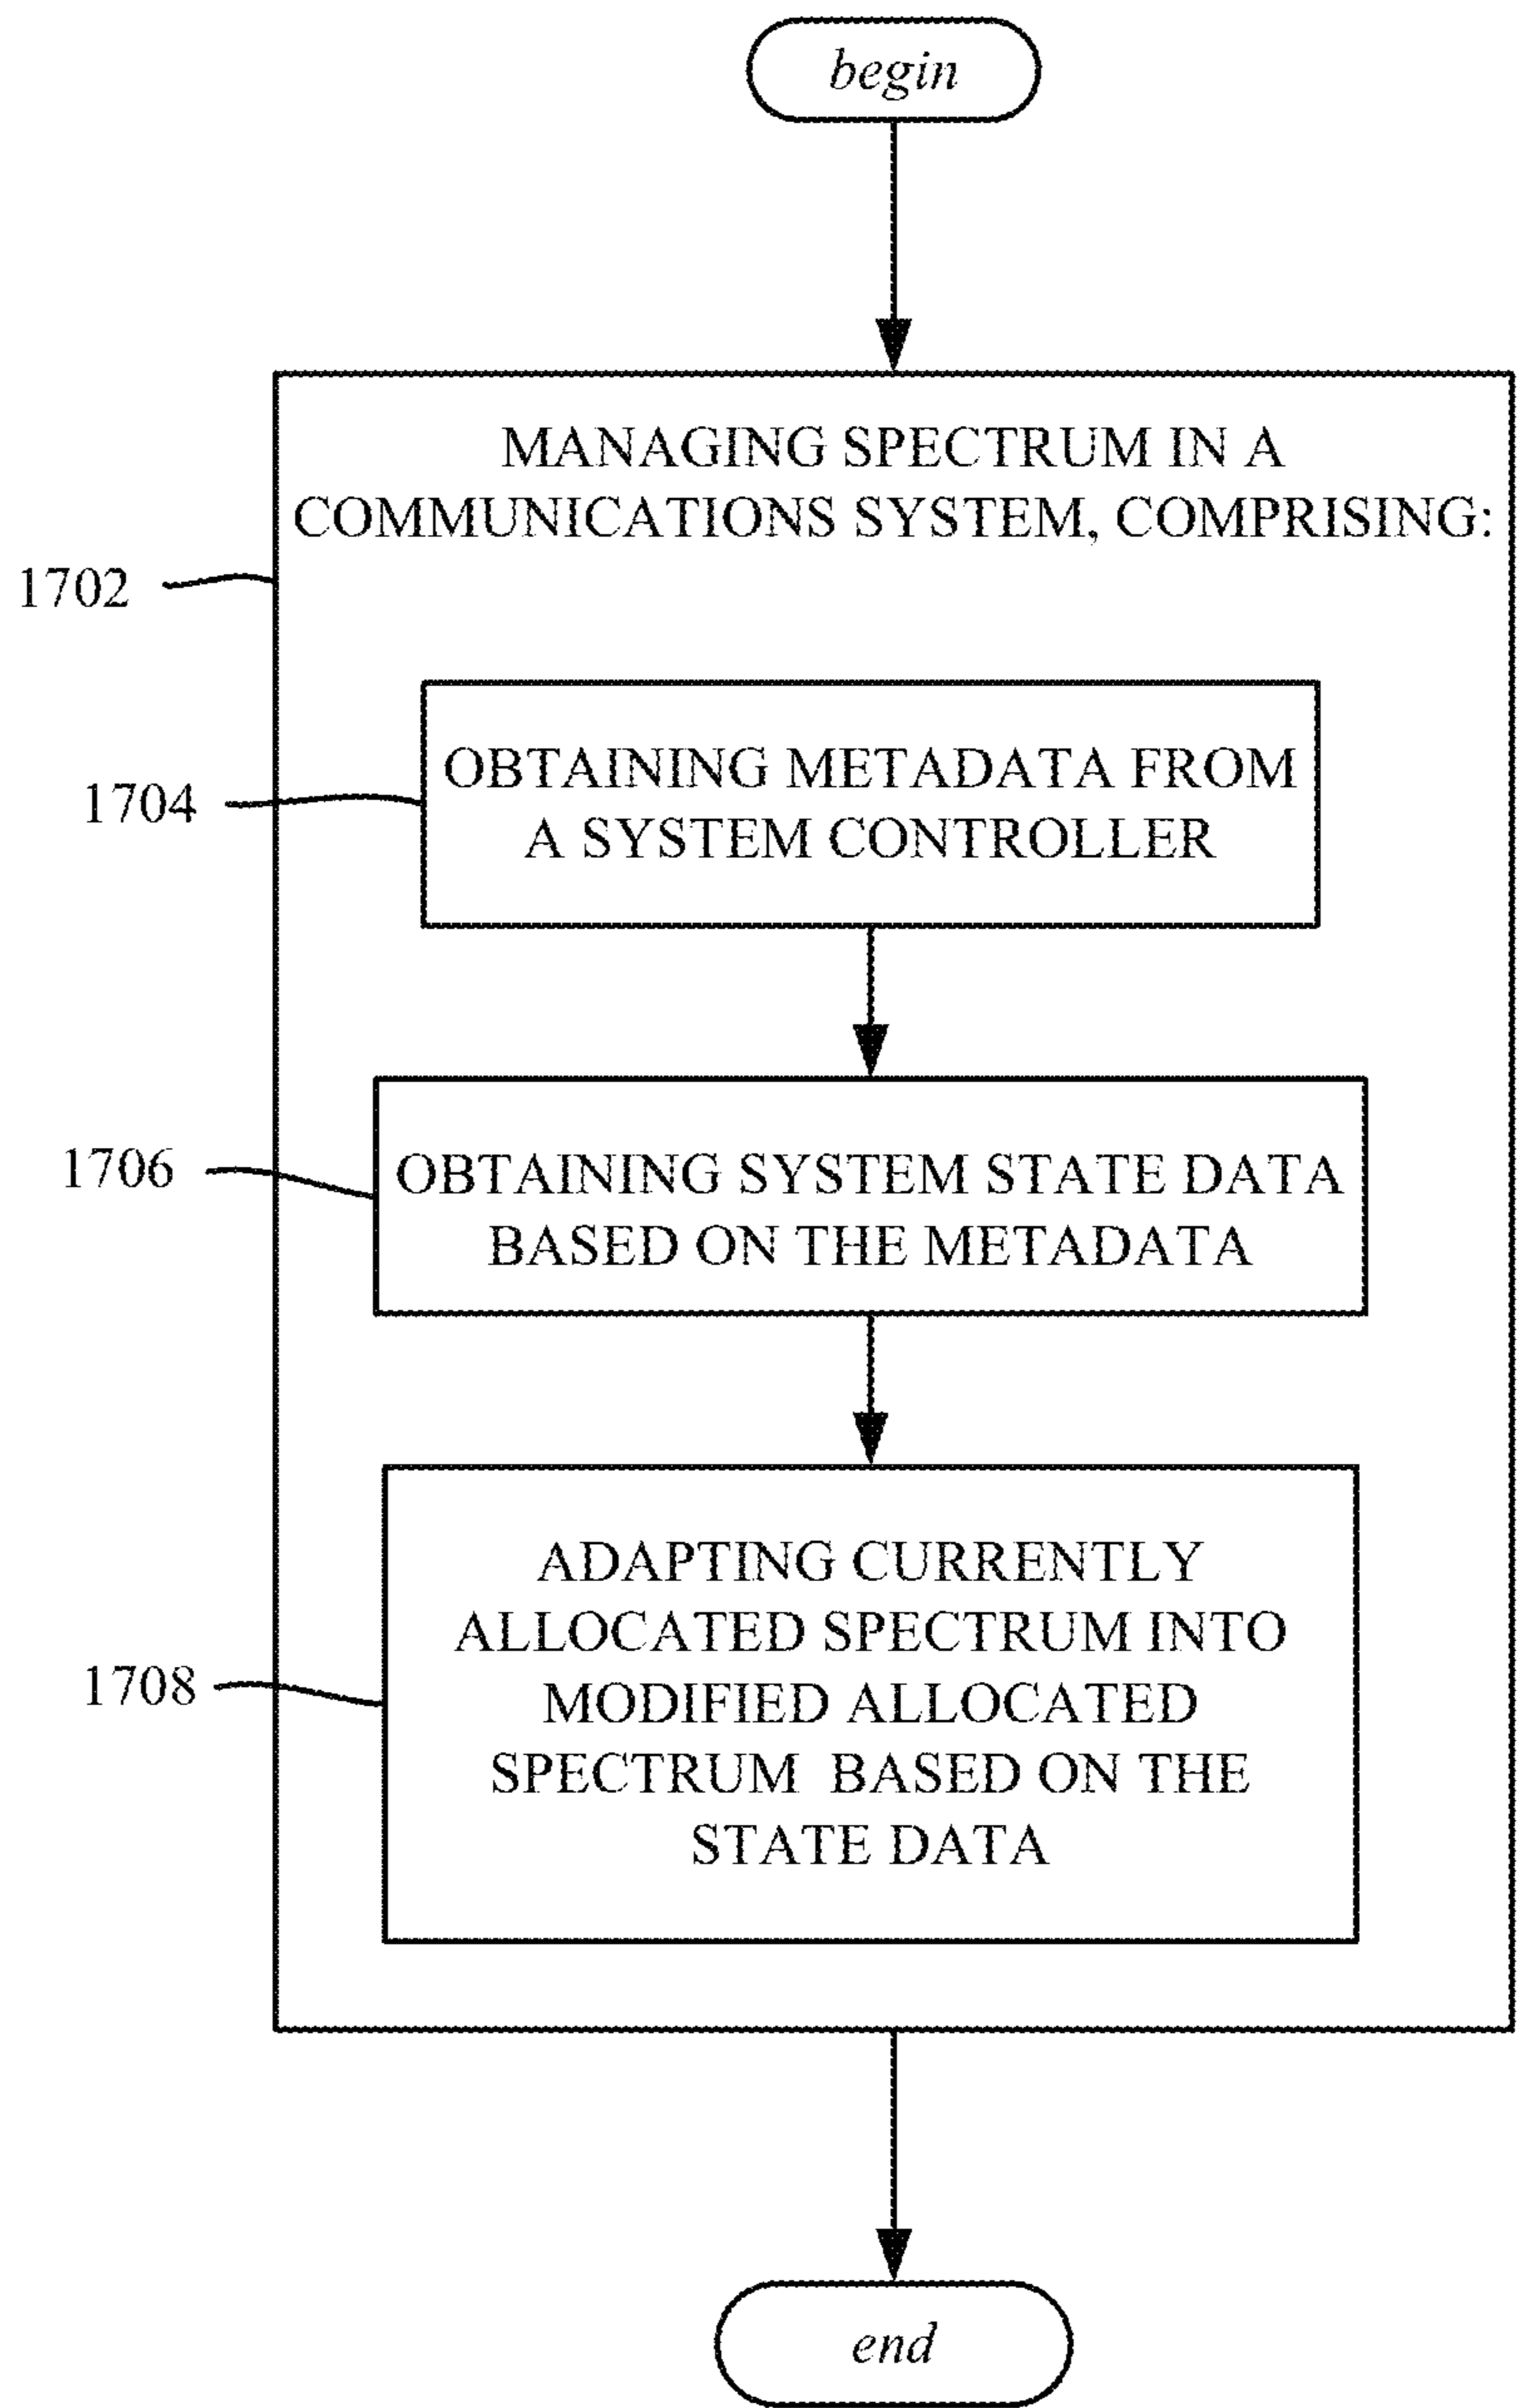 begin
MANAGING SPECTRUM IN A
COMMUNICATIONS SYSTEM, COMPRISING:
1702
OBTAINING METADATA FROM
A SYSTEM CONTROLLER
1704
OBTAINING SYSTEM STATE DATA
BASED ON THE METADATA
1706
ADAPTING CURRENTLY
ALLOCATED SPECTRUM INTO
MODIFIED ALLOCATED
SPECTRUM BASED ON THE
STATE DATA
1708
end